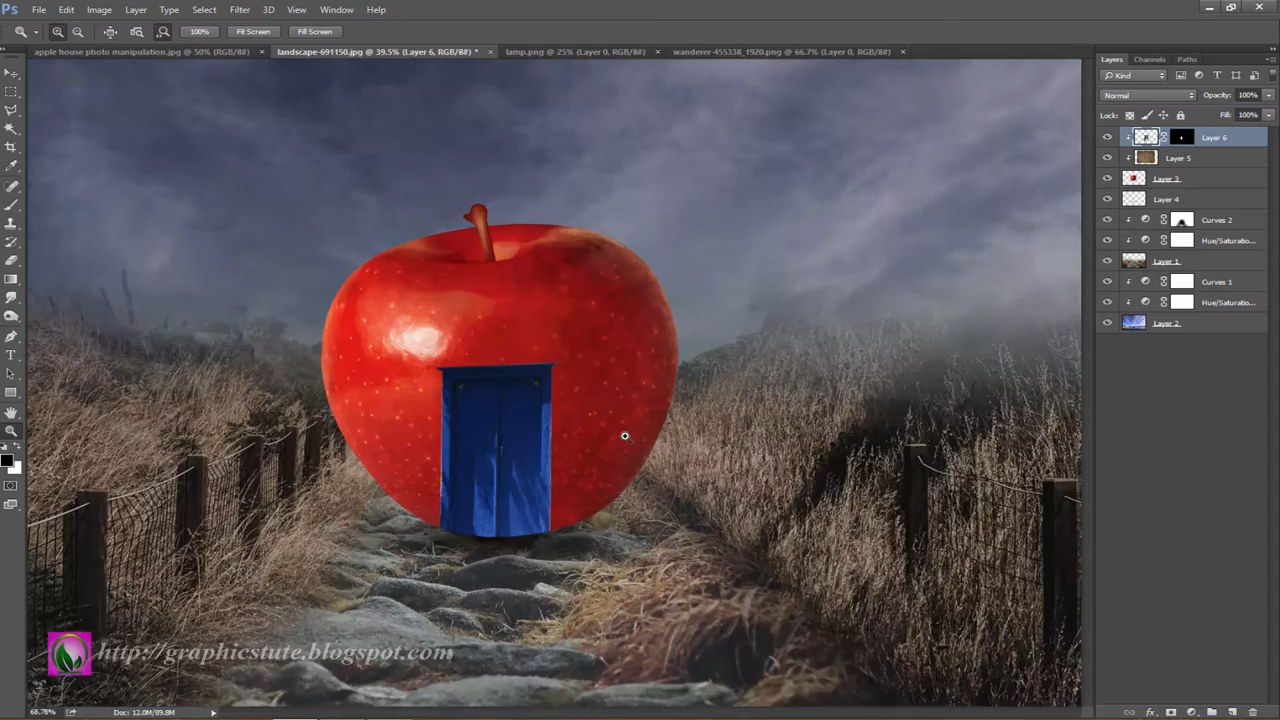 Ps File Edit Image Layer Type Select Filter 3D View Window Help
100% Fit Screen Fill Screen
apple house photo manipulation.jpg @ 50% (RGB/8#) × landscape-691150.jpg @ 39.5% (Layer 6, RGB/8#) * × lamp.png @ 25% (Layer 0, RGB/8#) × wanderer-455338_1920.png @ 66.7% (Layer 0, RGB/8#) ×
Layers Channels Paths
Kind
Normal Opacity: 100%
Lock: Fill: 100%
Layer 6
Layer 5
Layer 3
Layer 4
Curves 2
Hue/Saturatio...
Layer 1
Curves 1
Hue/Saturatio...
Layer 2
http://graphicstute.blogspot.com
68.78% Doc: 12.0M/89.8M